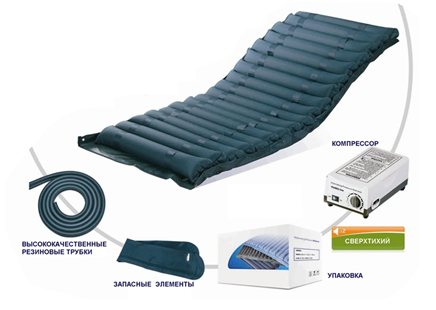 КОМПРЕССОР
СВЕРХТИХИЙ
ВЫСОКОКАЧЕСТВЕННЫЕ
РЕЗИНОВЫЕ ТРУБКИ
ЗАПАСНЫЕ ЭЛЕМЕНТЫ
УПАКОВКА